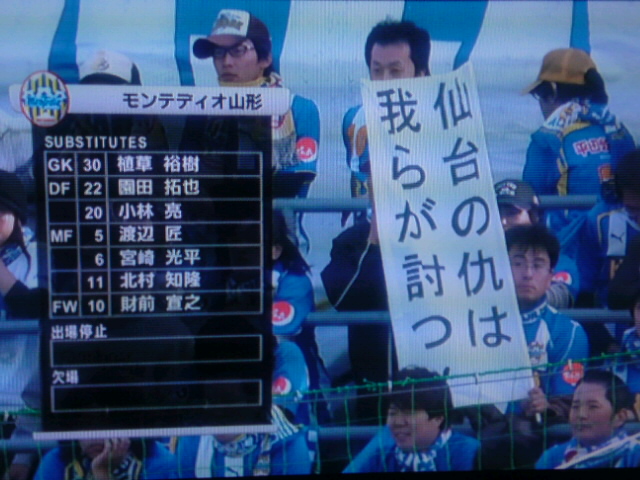 モンテディオ山形
SUBSTITUTES
GK 30 植草 裕樹
DF 22 園田 拓也
20 小林 亮
MF 5 渡辺 匠
6 宮崎 光平
11 北村 知隆
FW 10 財前 宣之
出場停止
欠場
仙台の仇は
我らが討つ
平山